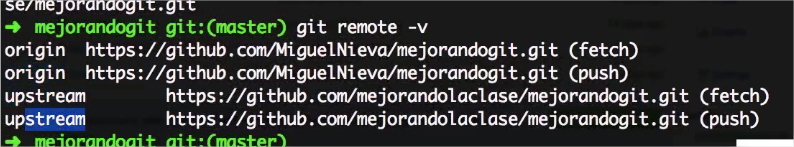 se/mejorandogit.git
➜ mejorandogit git:(master) git remote -v
origin https://github.com/MiguelNieva/mejorandogit.git (fetch)
origin https://github.com/MiguelNieva/mejorandogit.git (push)
upstream https://github.com/mejorandolaclase/mejorandogit.git (fetch)
upstream https://github.com/mejorandolaclase/mejorandogit.git (push)
➜ mejorandogit git:(master)